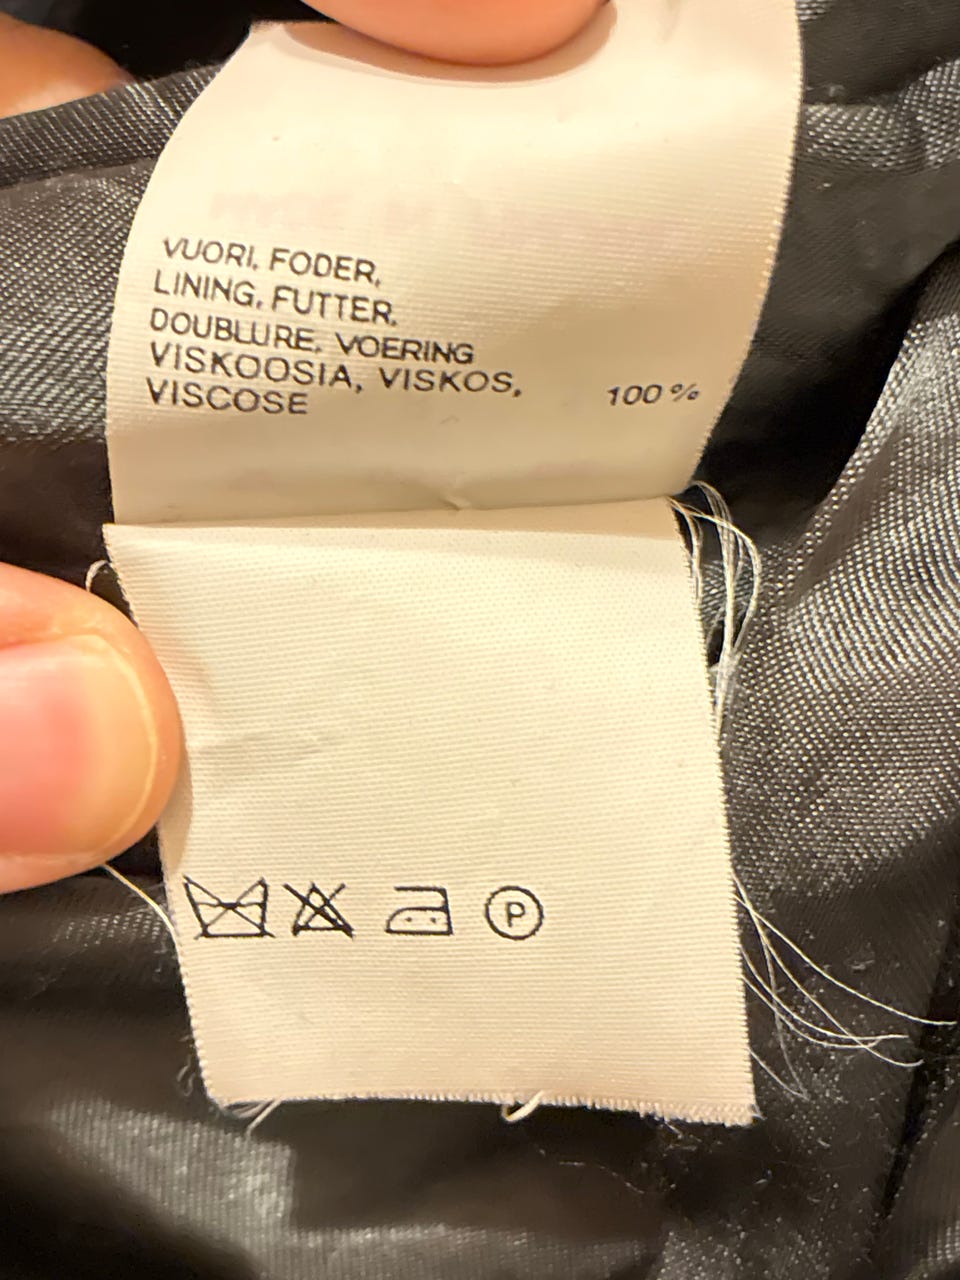 VUORI, FODER,
LINING, FUTTER,
DOUBLURE, VOERING
VISKOOSIA, VISKOS,
VISCOSE 100 %
P